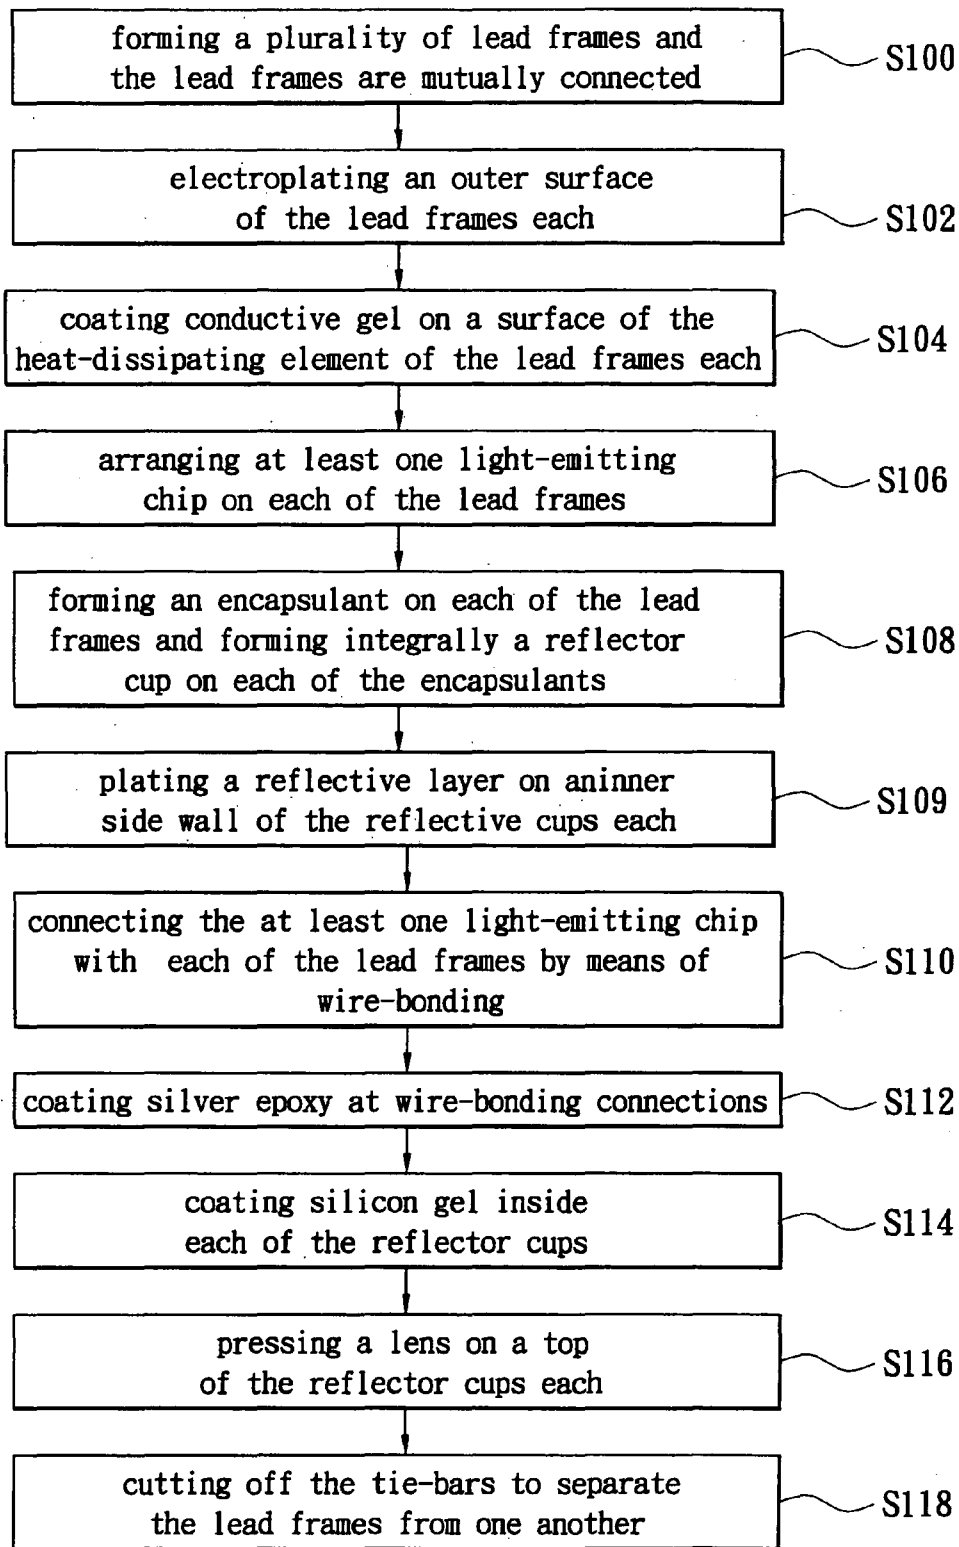 forming a plurality of lead frames and
the lead frames are mutually connected
S100
electroplating an outer surface
of the lead frames each
S102
coating conductive gel on a surface of the
heat-dissipating element of the lead frames each
S104
arranging at least one light-emitting
chip on each of the lead frames
S106
forming an encapsulant on each of the lead
frames and forming integrally a reflector
cup on each of the encapsulants
S108
plating a reflective layer on aninner
side wall of the reflective cups each
S109
connecting the at least one light-emitting chip
with each of the lead frames by means of
wire-bonding
S110
coating silver epoxy at wire-bonding connections
S112
coating silicon gel inside
each of the reflector cups
S114
pressing a lens on a top
of the reflector cups each
S116
cutting off the tie-bars to separate
the lead frames from one another
S118